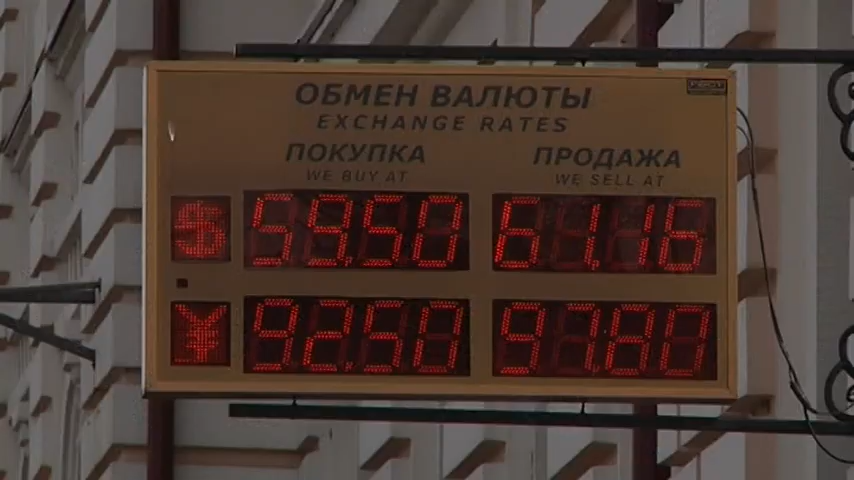 ОБМЕН ВАЛЮТЫ
EXCHANGE RATES
ПОКУПКА ПРОДАЖА
WE BUY AT WE SELL AT
$ 59.50 61.16
¥ 92.50 97.80